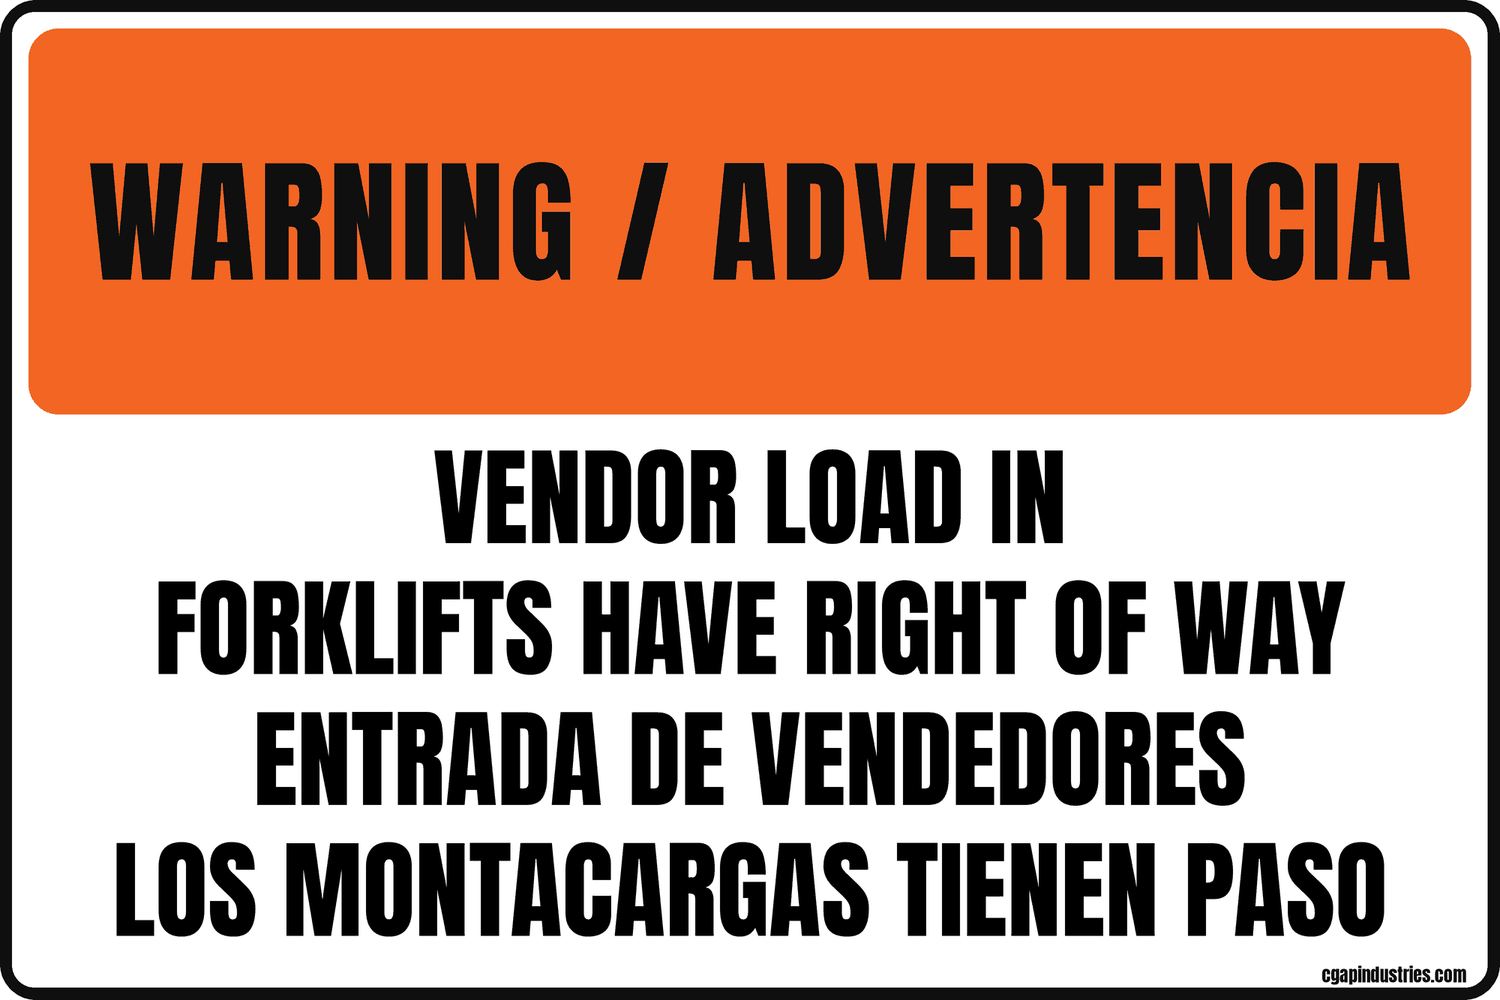 WARNING / ADVERTENCIA
VENDOR LOAD IN
FORKLIFTS HAVE RIGHT OF WAY
ENTRADA DE VENDEDORES
LOS MONTACARGAS TIENEN PASO
cgapindustries.com